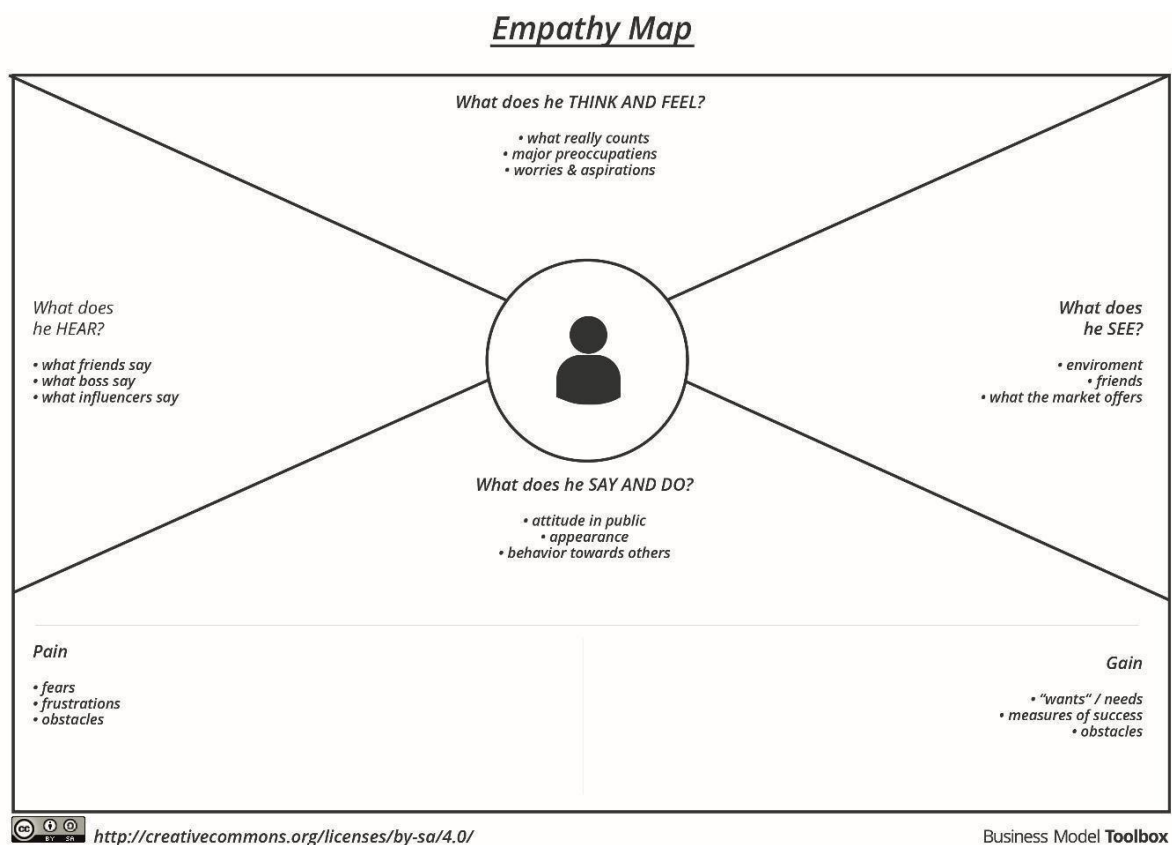 Empathy Map
What does he THINK AND FEEL?
• what really counts
• major preoccupatiens
• worries & aspirations
What does
he HEAR?
• what friends say
• what boss say
• what influencers say
What does
he SEE?
• enviroment
• friends
• what the market offers
What does he SAY AND DO?
• attitude in public
• appearance
• behavior towards others
Pain
• fears
• frustrations
• obstacles
Gain
• "wants" / needs
• measures of success
• obstacles
cc BY SA http://creativecommons.org/licenses/by-sa/4.0/
Business Model Toolbox